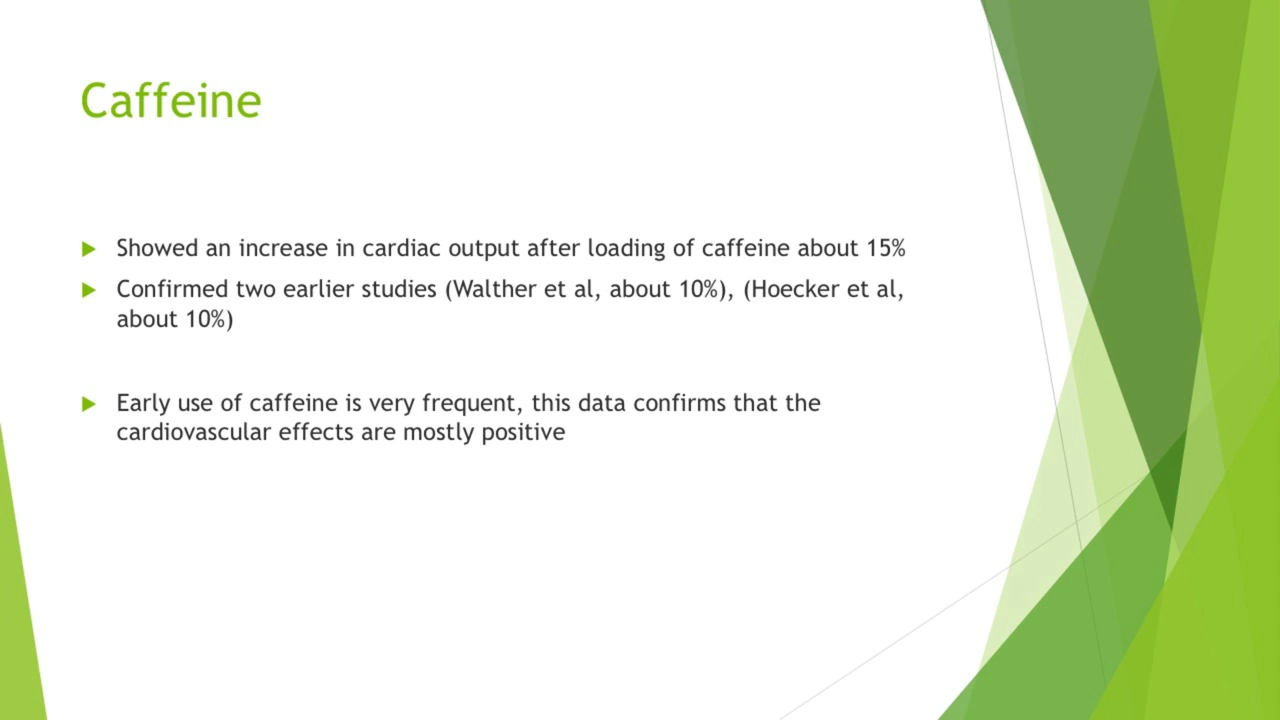 Caffeine
Showed an increase in cardiac output after loading of caffeine about 15%
Confirmed two earlier studies (Walther et al, about 10%), (Hoecker et al,
about 10%)
Early use of caffeine is very frequent, this data confirms that the
cardiovascular effects are mostly positive